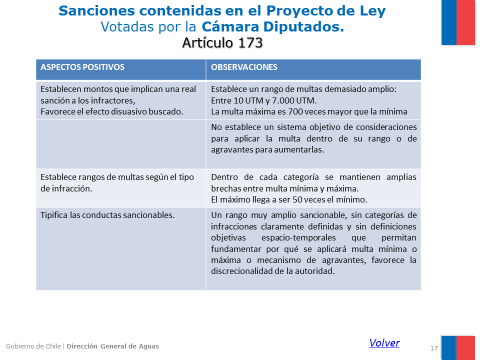 Sanciones contenidas en el Proyecto de Ley
Votadas por la Cámara Diputados.
Artículo 173
ASPECTOS POSITIVOS
OBSERVACIONES
Establecen montos que implican una real
sanción a los infractores,
Favorece el efecto disuasivo buscado.
Establece un rango de multas demasiado amplio:
Entre 10 UTM y 7.000 UTM.
La multa máxima es 700 veces mayor que la mínima
No establece un sistema objetivo de consideraciones
para aplicar la multa dentro de su rango o de
agravantes para aumentarlas.
Establece rangos de multas según el tipo
de infracción.
Dentro de cada categoría se mantienen amplias
brechas entre multa mínima y máxima.
El máximo llega a ser 50 veces el mínimo.
Tipifica las conductas sancionables.
Un rango muy amplio sancionable, sin categorías de
infracciones claramente definidas y sin definiciones
objetivas espacio-temporales que permitan
fundamentar por qué se aplicará multa mínima o
máxima o mecanismo de agravantes, favorece la
discrecionalidad de la autoridad.
Volver
Gobierno de Chile | Dirección General de Aguas
17